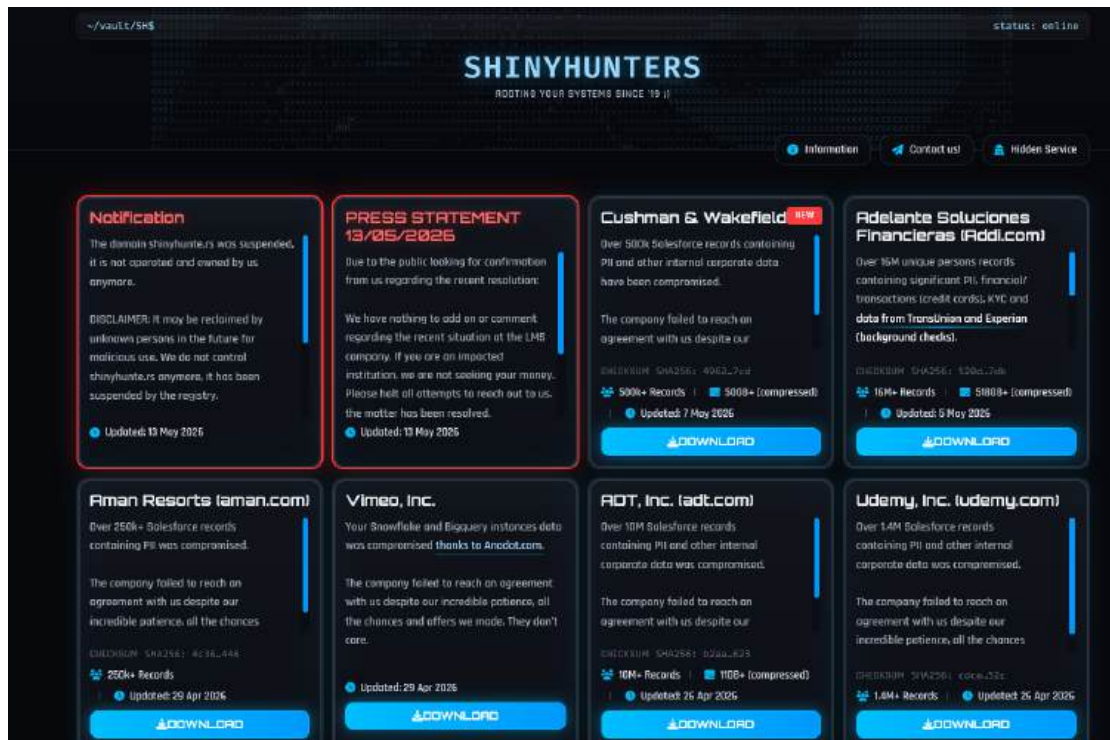 ~/vault/SH$
status: online
SHINYHUNTERS
ROOTING YOUR SYSTEMS SINCE '19 ;)
Information
Contact us!
Hidden Service
Notification
The domain shinyhunte.rs was suspended,
it is not operated and owned by us
anymore.
DISCLAIMER: It may be reclaimed by
unknown persons in the future for
malicious use. We do not control
shinyhunte.rs anymore, it has been
suspended by the registry.
Updated: 13 May 2026
PRESS STATEMENT
13/05/2026
Due to the public looking for confirmation
from us regarding the recent resolution:
We have nothing to add on or comment
regarding the recent situation at the LMS
company. If you are an impacted
institution, we are not seeking your money.
Please halt all attempts to reach out to us,
the matter has been resolved.
Updated: 13 May 2026
Cushman & Wakefield
NEW
Over 500k Salesforce records containing
PII and other internal corporate data
have been compromised.
The company failed to reach an
agreement with us despite our
CHECKSUM SHA256:
500k+ Records
50GB+ (compressed)
Updated: 7 May 2026
DOWNLOAD
Adelante Soluciones
Financieras (Addi.com)
Over 16M unique persons records
containing significant PII, financial/
transactions (credit cards), KYC and
data from TransUnion and Experian
(background checks).
CHECKSUM SHA256:
16M+ Records
518GB+ (compressed)
Updated: 5 May 2026
DOWNLOAD
Aman Resorts (aman.com)
Over 250k+ Salesforce records
containing PII was compromised.
The company failed to reach an
agreement with us despite our
incredible patience, all the chances
CHECKSUM SHA256:
250k+ Records
Updated: 29 Apr 2026
DOWNLOAD
Vimeo, Inc.
Your Snowflake and Bigquery instances data
was compromised thanks to Anodot.com.
The company failed to reach an agreement
with us despite our incredible patience, all
the chances and offers we made. They don't
care.
Updated: 29 Apr 2026
DOWNLOAD
ADT, Inc. (adt.com)
Over 10M Salesforce records
containing PII and other internal
corporate data was compromised.
The company failed to reach an
agreement with us despite our
CHECKSUM SHA256:
10M+ Records
11GB+ (compressed)
Updated: 26 Apr 2026
DOWNLOAD
Udemy, Inc. (udemy.com)
Over 1.4M Salesforce records
containing PII and other internal
corporate data was compromised.
The company failed to reach an
agreement with us despite our
incredible patience, all the chances
CHECKSUM SHA256:
1.4M+ Records
Updated: 26 Apr 2026
DOWNLOAD